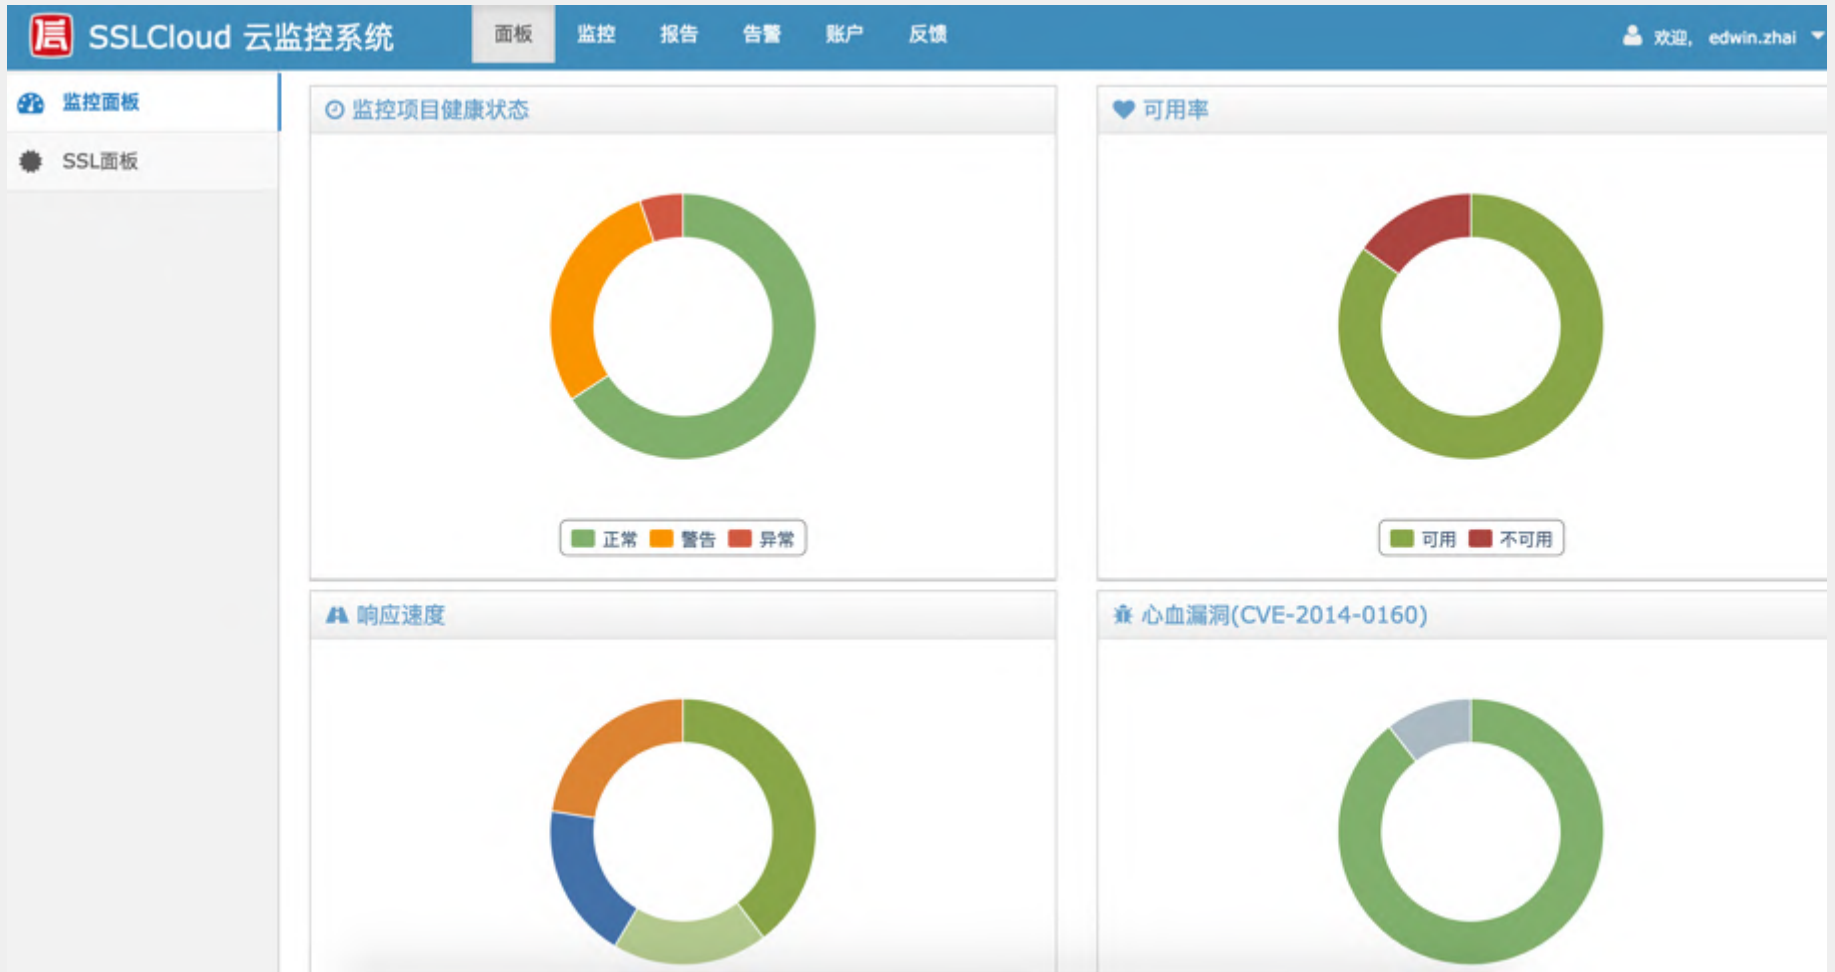 信 SSLCloud 云监控系统 面板 监控 报告 告警 账户 反馈 欢迎, edwin.zhai
监控面板
SSL面板
监控项目健康状态
正常 警告 异常
可用率
可用 不可用
响应速度
心血漏洞(CVE-2014-0160)